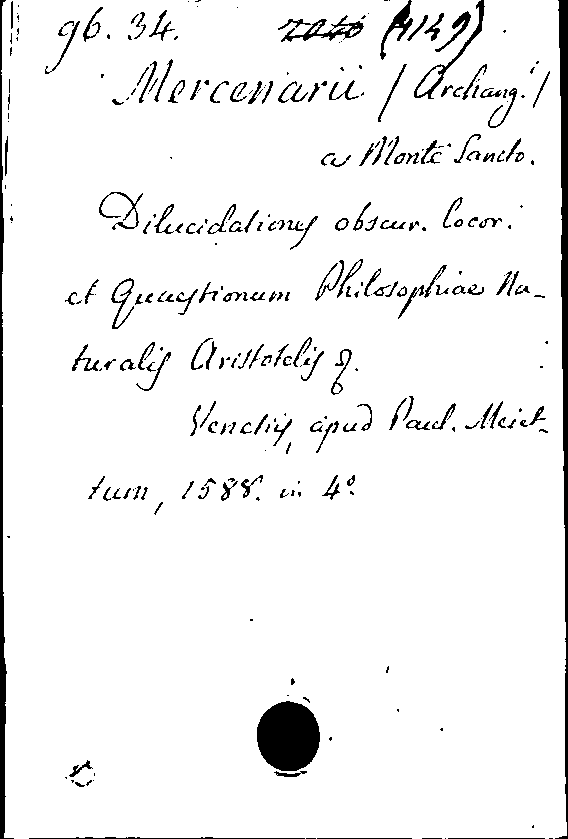 96. 34. 2040 (4149)
Mercenarii / Archang. /
a Monte Sancto.
Dilucidationes obscur. locor.
et Quaestionum Philosophiae Na-
turalis Aristotelis
Venetiis, apud Paul. Meiet-
tum, 1588. in 4º.